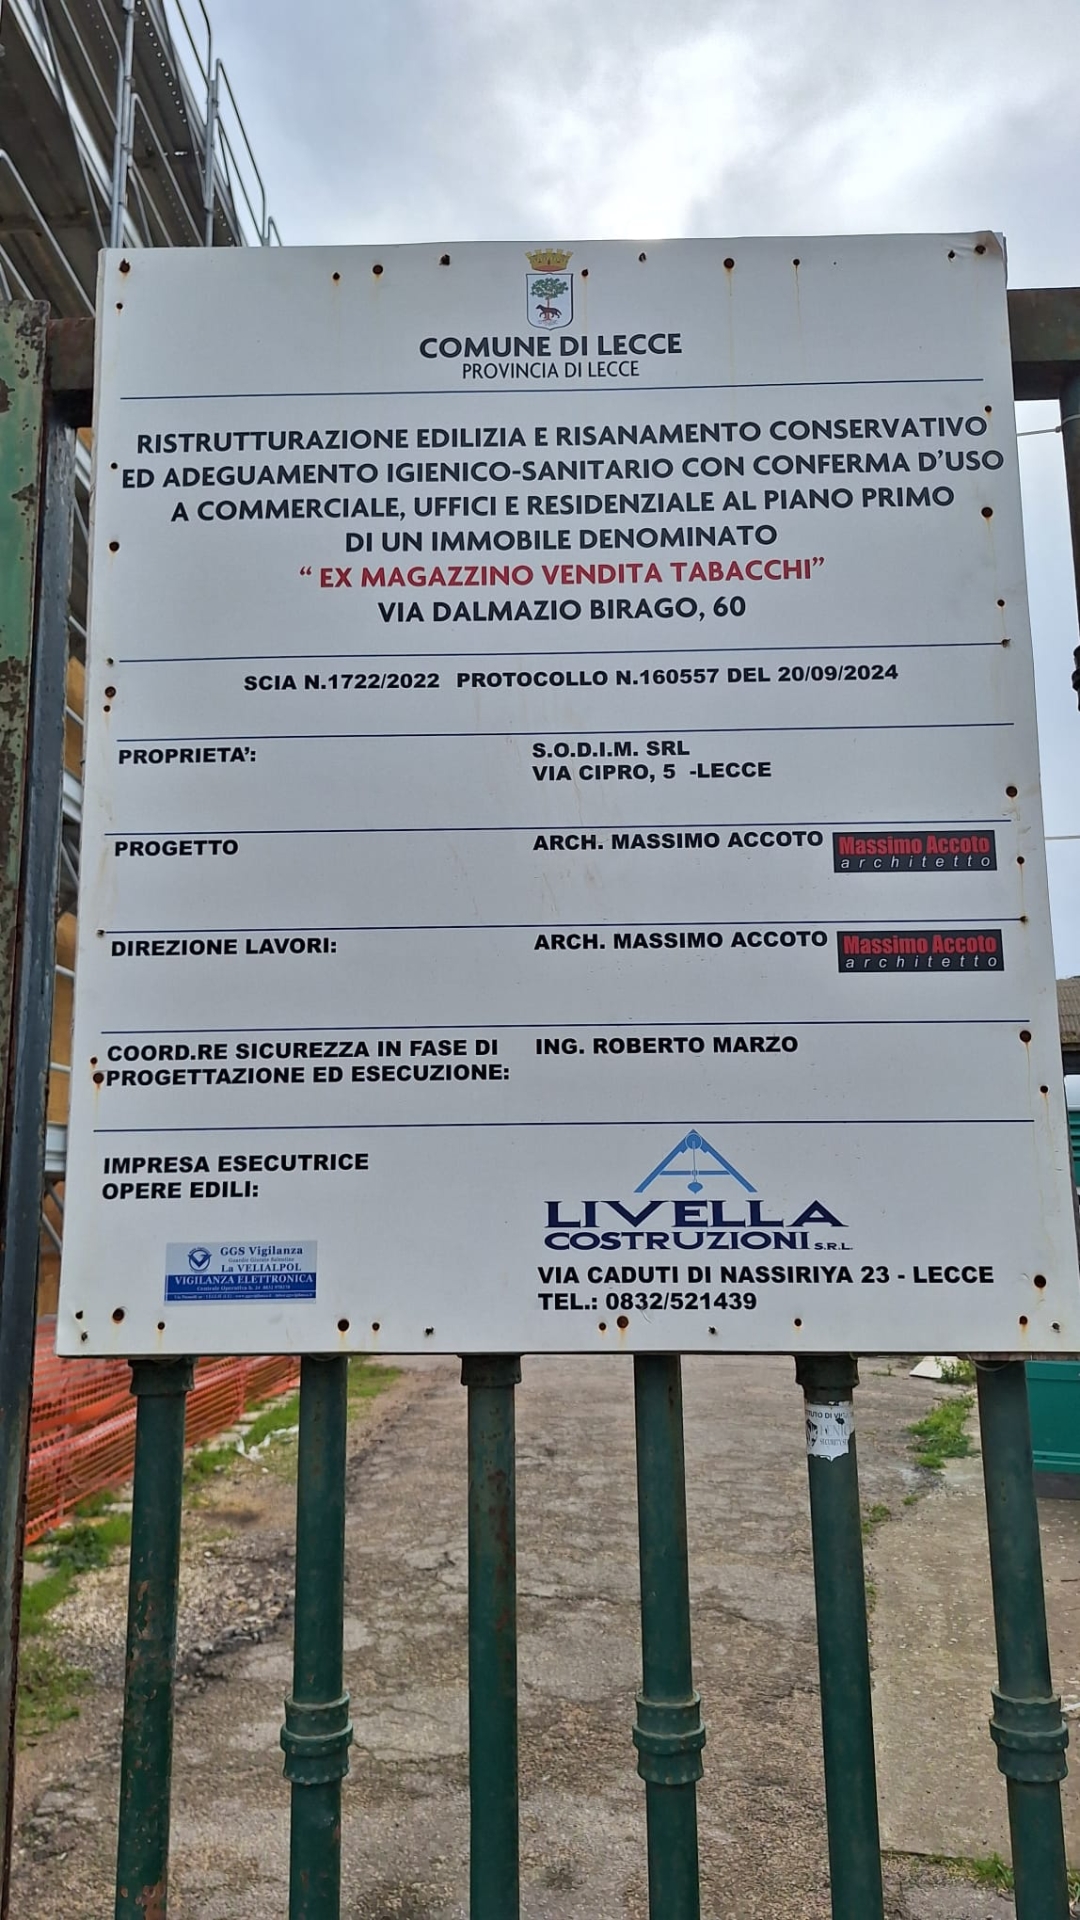 COMUNE DI LECCE
PROVINCIA DI LECCE
RISTRUTTURAZIONE EDILIZIA E RISANAMENTO CONSERVATIVO
ED ADEGUAMENTO IGIENICO-SANITARIO CON CONFERMA D'USO
A COMMERCIALE, UFFICI E RESIDENZIALE AL PIANO PRIMO
DI UN IMMOBILE DENOMINATO
“ EX MAGAZZINO VENDITA TABACCHI”
VIA DALMAZIO BIRAGO, 60
SCIA N.1722/2022 PROTOCOLLO N.160557 DEL 20/09/2024
PROPRIETA’: S.O.D.I.M. SRL
VIA CIPRO, 5 -LECCE
PROGETTO ARCH. MASSIMO ACCOTO Massimo Accoto
architetto
DIREZIONE LAVORI: ARCH. MASSIMO ACCOTO Massimo Accoto
architetto
COORD.RE SICUREZZA IN FASE DI ING. ROBERTO MARZO
PROGETTAZIONE ED ESECUZIONE:
IMPRESA ESECUTRICE
OPERE EDILI:
LIVELLA
COSTRUZIONI S.R.L.
VIA CADUTI DI NASSIRIYA 23 - LECCE
TEL.: 0832/521439
GGS Vigilanza
La VELIALPOL
VIGILANZA ELETTRONICA